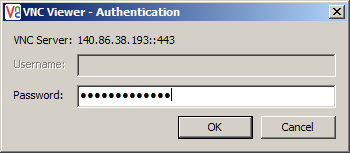 VNC Viewer - Authentication
VNC Server: 140.86.38.193::443
Username:
Password: •••••••••••••
OK Cancel